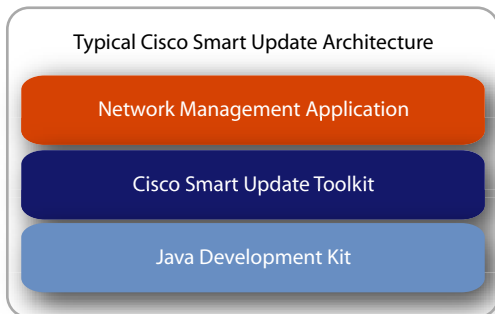 Typical Cisco Smart Update Architecture
Network Management Application
Cisco Smart Update Toolkit
Java Development Kit